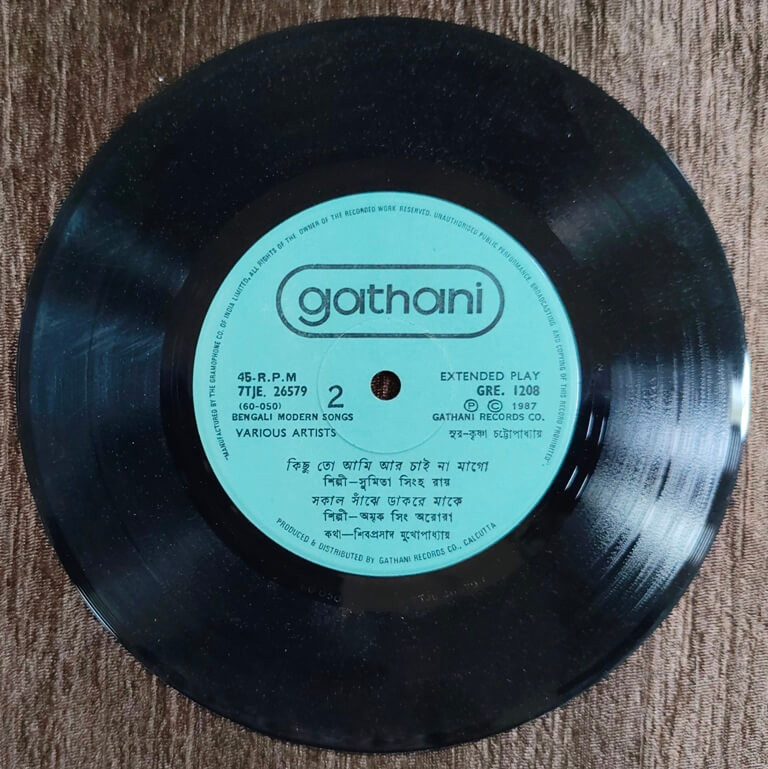 "MANUFACTURED BY THE GRAMOPHONE CO. OF INDIA LIMITED. ALL RIGHTS OF THE OWNER OF THE RECORDED WORK RESERVED. UNAUTHORISED PUBLIC PERFORMANCE, BROADCASTING AND COPYING OF THIS RECORD PROHIBITED".
gathani
45-R.P.M
7TJE. 26579
(60-050)
2
BENGALI MODERN SONGS
VARIOUS ARTISTS
EXTENDED PLAY
GRE. 1208
Ⓟ © 1987
GATHANI RECORDS CO.
সুর-কৃষ্ণা চট্টোপাধ্যায়
কিছু তো আমি আর চাই না মাগো
শিল্পী-সুমিতা সিংহ রায়
সকাল সাঁঝে ডাকরে মাকে
শিল্পী-অমৃক সিং অরোরা
কথা-শিবপ্রসাদ মুখোপাধ্যায়
PRODUCED & DISTRIBUTED BY GATHANI RECORDS CO., CALCUTTA